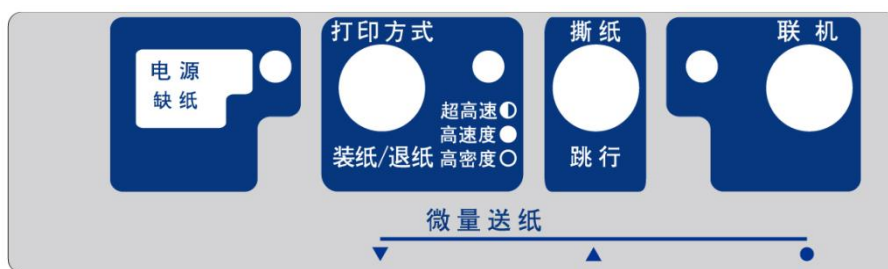 电源
缺纸
打印方式
超高速◐
高速度●
高密度○
装纸/退纸
撕纸
跳行
联机
微量送纸
▼ ▲ ●